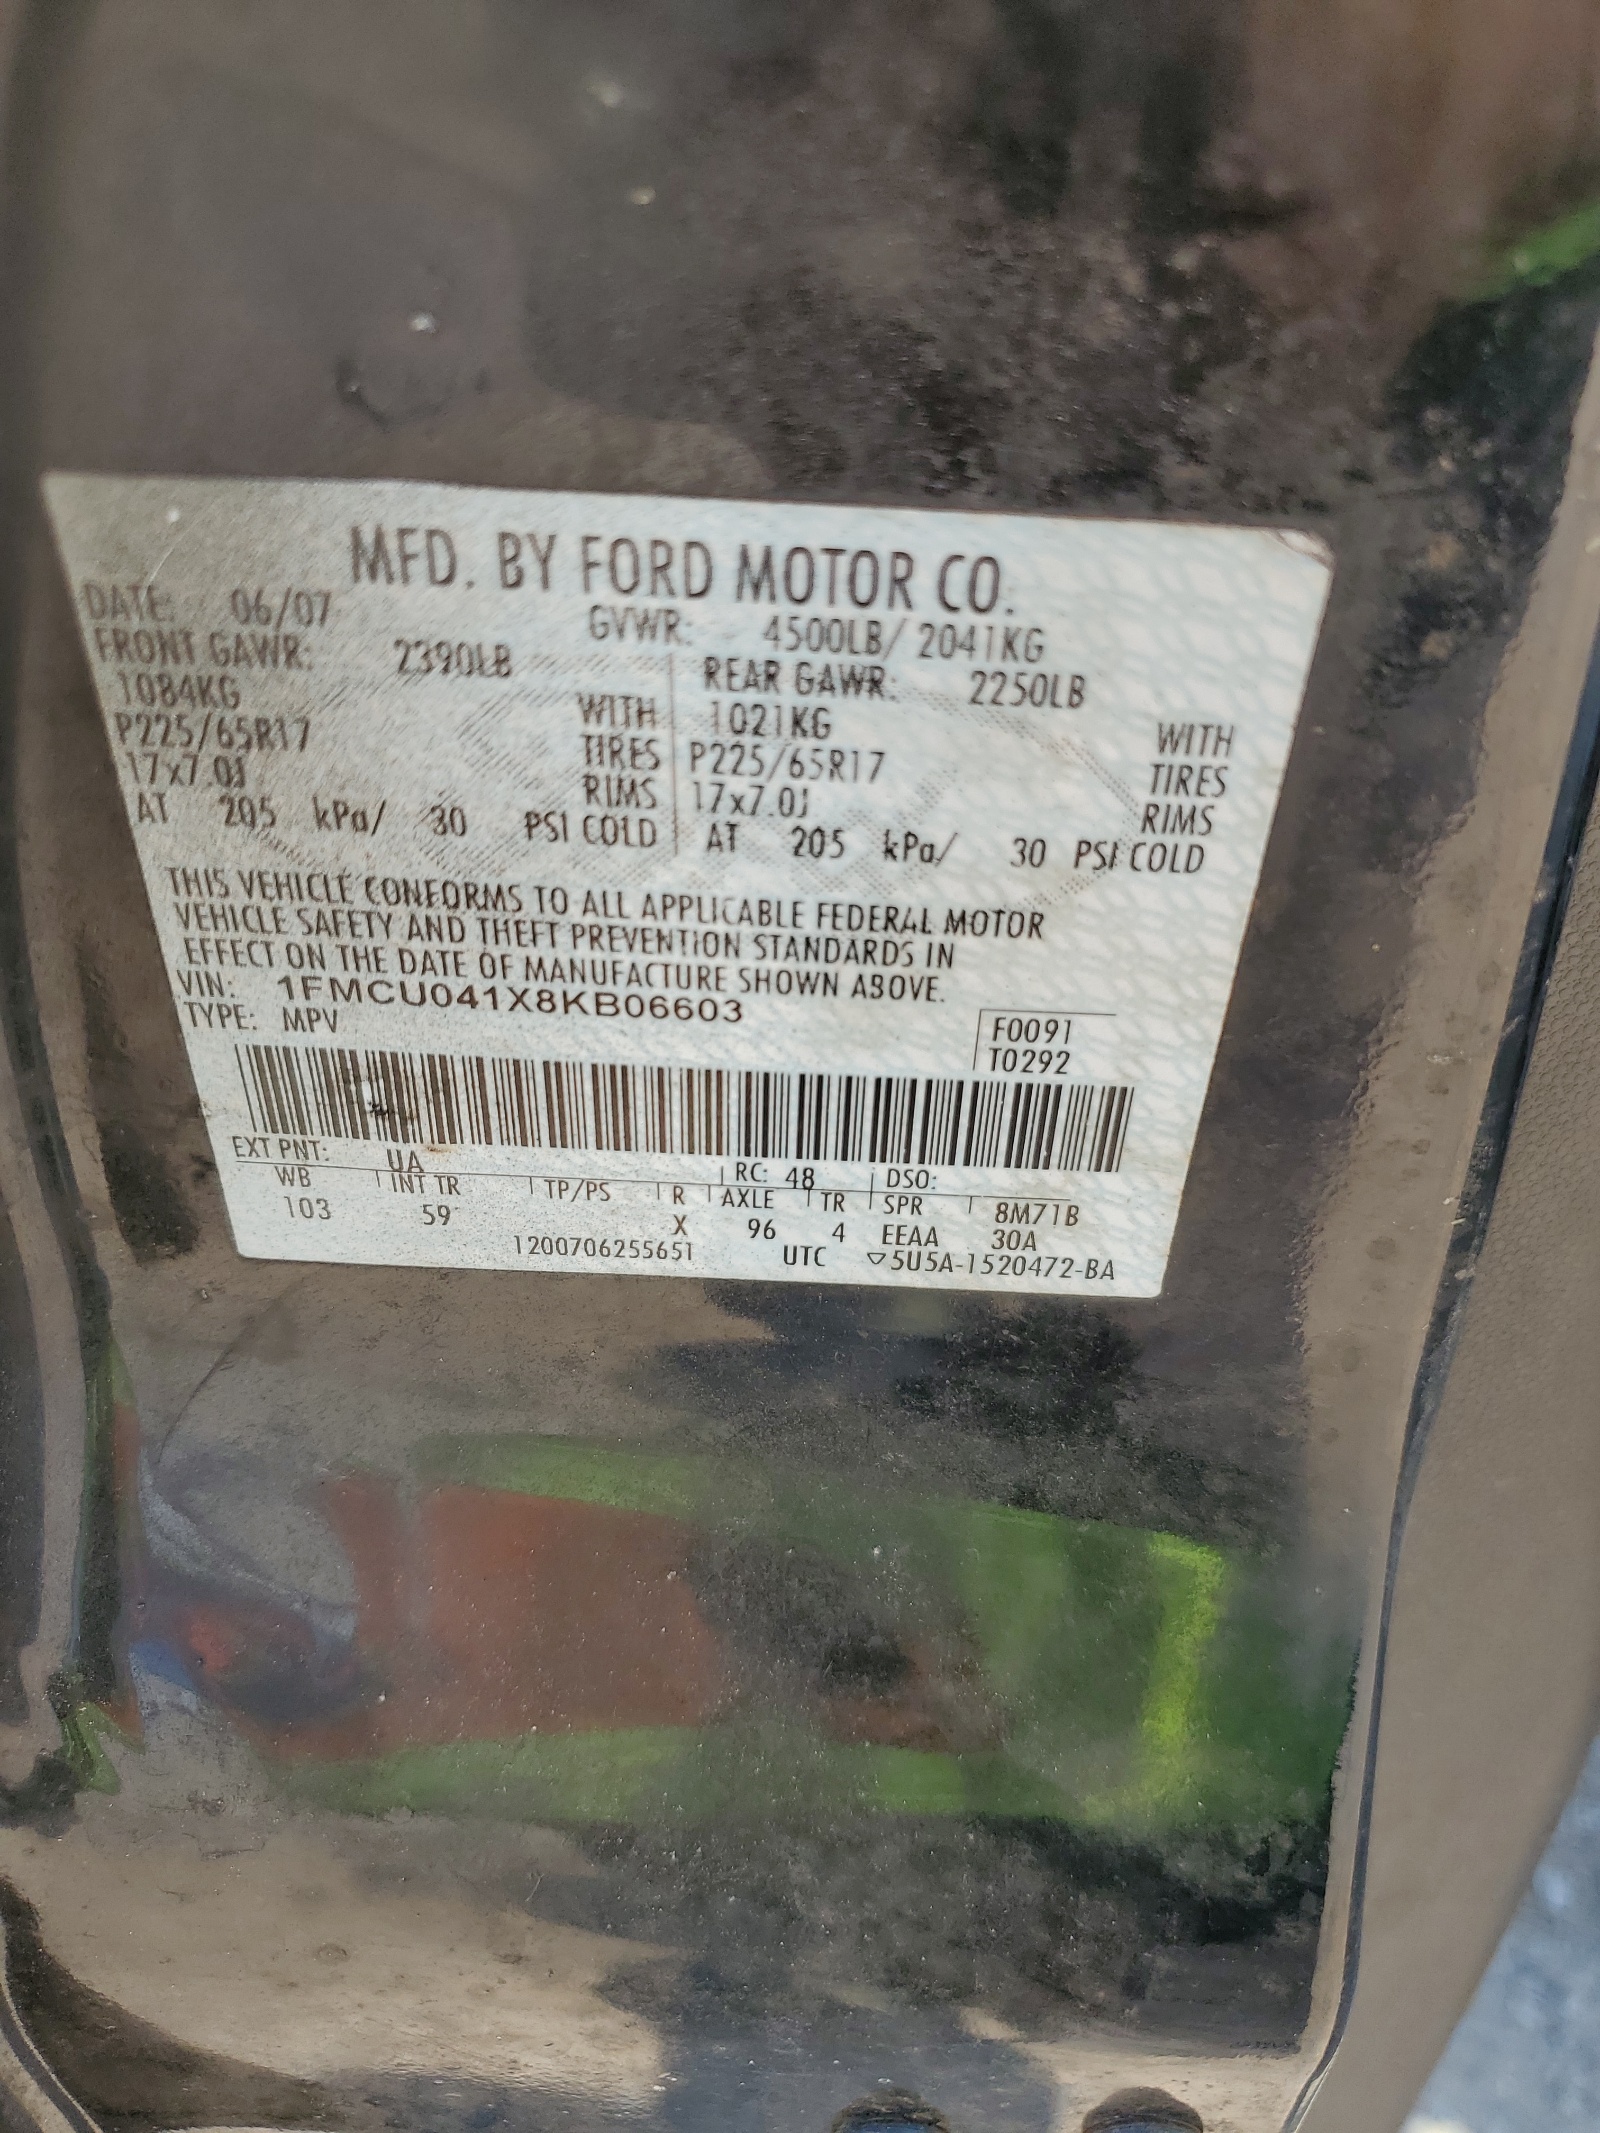 MFD. BY FORD MOTOR CO.
DATE: 06/07 GVWR: 4500LB/ 2041KG
FRONT GAWR: 2390LB REAR GAWR: 2250LB
1084KG WITH 1021KG WITH
P225/65R17 TIRES P225/65R17 TIRES
17x7.0J RIMS 17x7.0J RIMS
AT 205 kPa/ 30 PSI COLD AT 205 kPa/ 30 PSI COLD
THIS VEHICLE CONFORMS TO ALL APPLICABLE FEDERAL MOTOR
VEHICLE SAFETY AND THEFT PREVENTION STANDARDS IN
EFFECT ON THE DATE OF MANUFACTURE SHOWN ABOVE.
VIN: 1FMCU041X8KB06603
TYPE: MPV F0091
T0292
EXT PNT: UA RC: 48 DSO:
WB INT TR TP/PS R AXLE TR SPR 8M71B
103 59 X 96 4 EEAA 30A
1200706255651 UTC ▽5U5A-1520472-BA